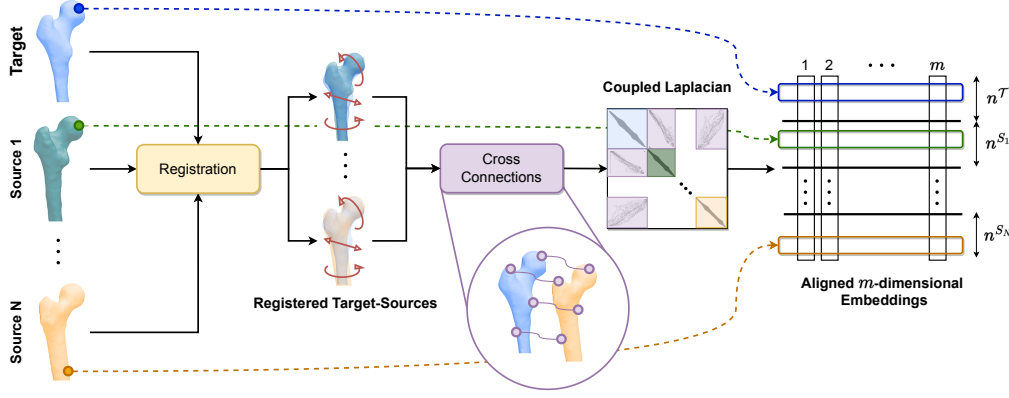 Target
Source 1
Source N
Registration
Registered Target-Sources
Cross
Connections
Coupled Laplacian
1 2 m
n^𝒯
n^{S_1}
n^{S_N}
Aligned m-dimensional
Embeddings